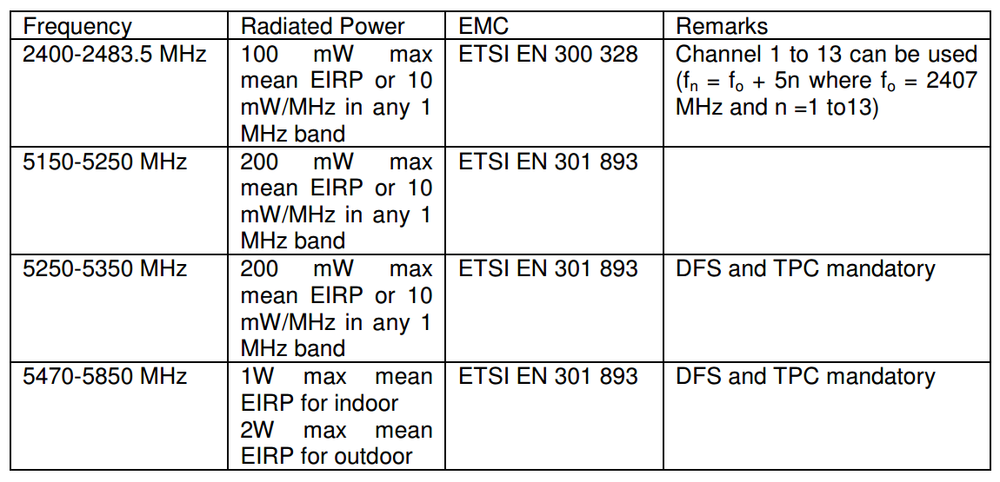 Frequency
Radiated Power
EMC
Remarks
2400-2483.5 MHz
100 mW max
mean EIRP or 10
mW/MHz in any 1
MHz band
ETSI EN 300 328
Channel 1 to 13 can be used
(fn = fo + 5n where fo = 2407
MHz and n =1 to13)
5150-5250 MHz
200 mW max
mean EIRP or 10
mW/MHz in any 1
MHz band
ETSI EN 301 893
5250-5350 MHz
200 mW max
mean EIRP or 10
mW/MHz in any 1
MHz band
ETSI EN 301 893
DFS and TPC mandatory
5470-5850 MHz
1W max mean
EIRP for indoor
2W max mean
EIRP for outdoor
ETSI EN 301 893
DFS and TPC mandatory